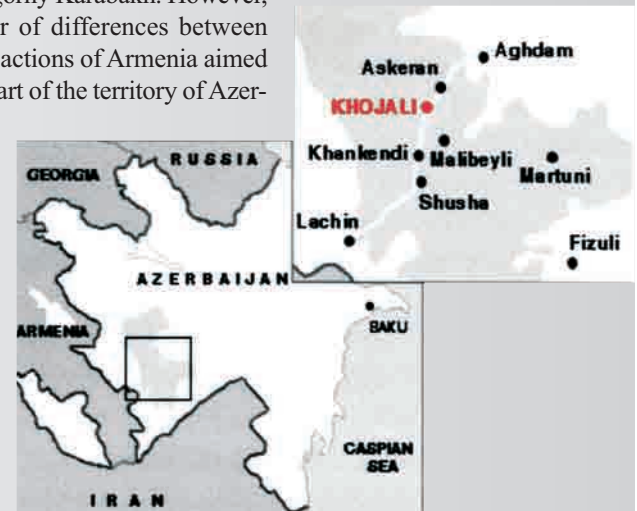 gorny Karabakh. However,
r of differences between
actions of Armenia aimed
art of the territory of Azer-
Aghdam
Askeran
KHOJALI
Khankendi
Malibeyli
Martuni
Shusha
Lachin
Fizuli
RUSSIA
GEORGIA
AZERBAIJAN
ARMENIA
BAKU
CASPIAN
SEA
IRAN